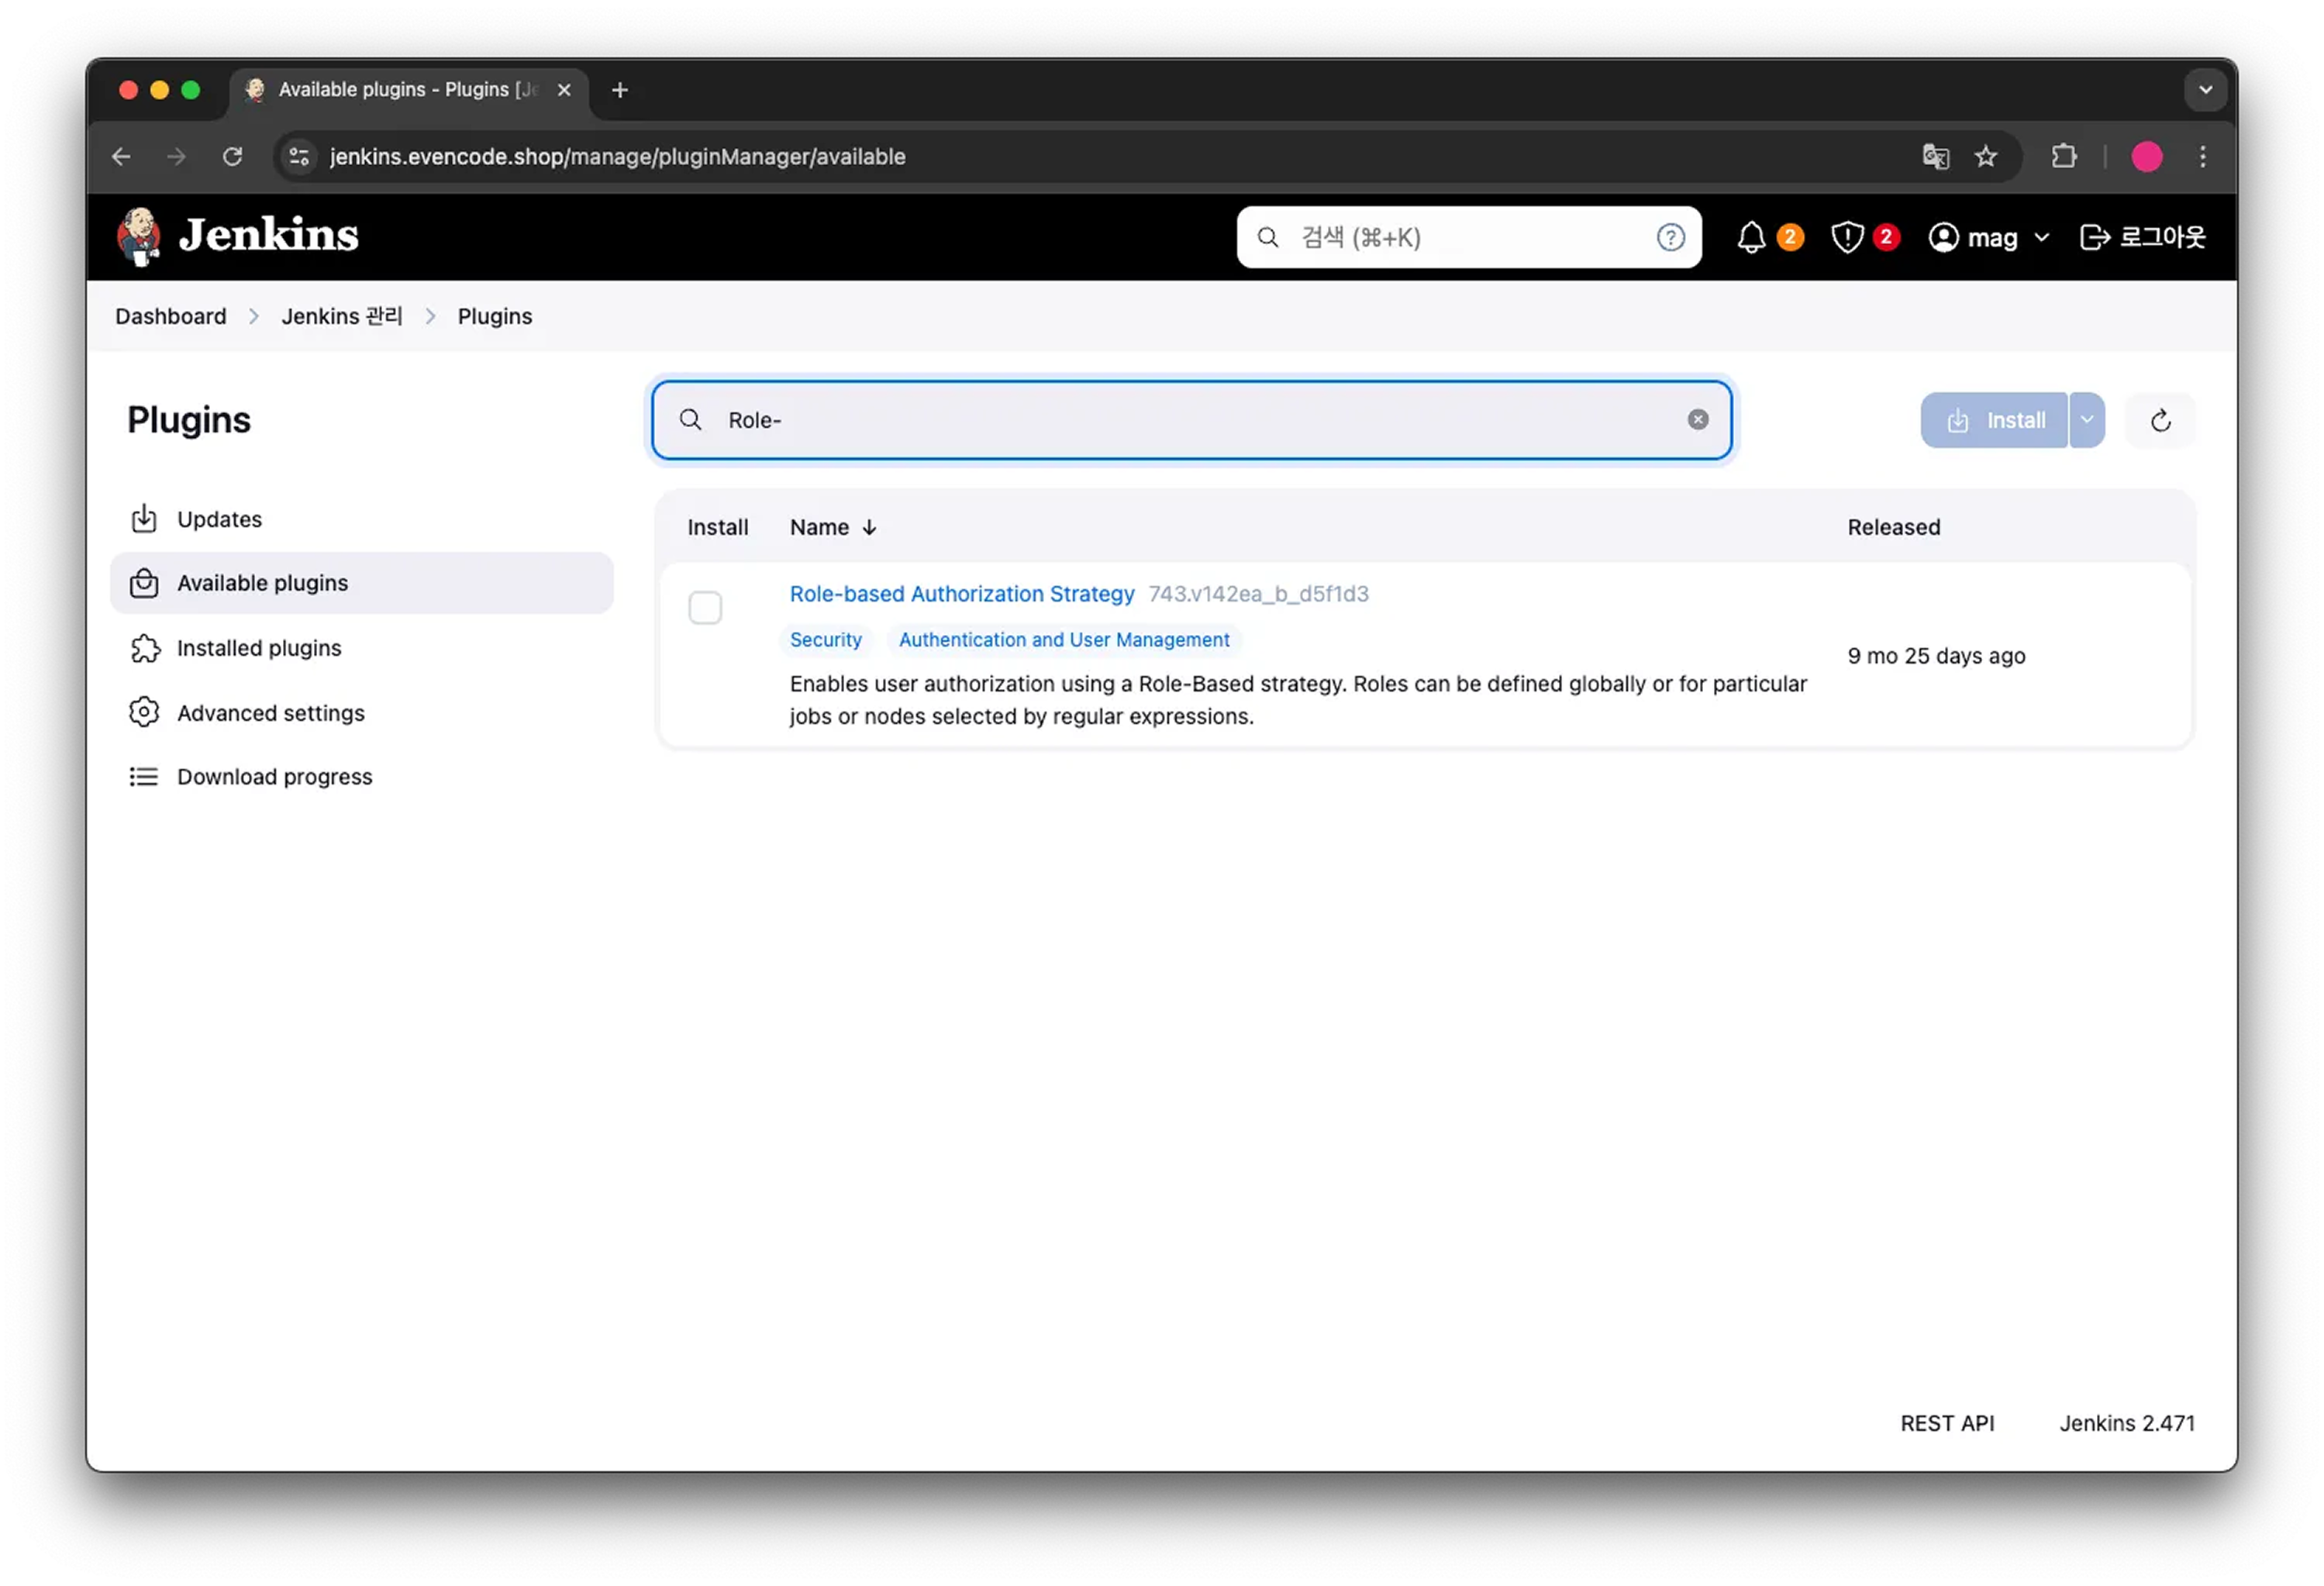 Available plugins - Plugins [Je
jenkins.evencode.shop/manage/pluginManager/available
Jenkins
검색 (⌘+K)
2
2
mag
로그아웃
Dashboard
Jenkins 관리
Plugins
Plugins
Role-
Install
Updates
Available plugins
Installed plugins
Advanced settings
Download progress
Install Name Released
Role-based Authorization Strategy 743.v142ea_b_d5f1d3
Security
Authentication and User Management
Enables user authorization using a Role-Based strategy. Roles can be defined globally or for particular
jobs or nodes selected by regular expressions.
9 mo 25 days ago
REST API
Jenkins 2.471